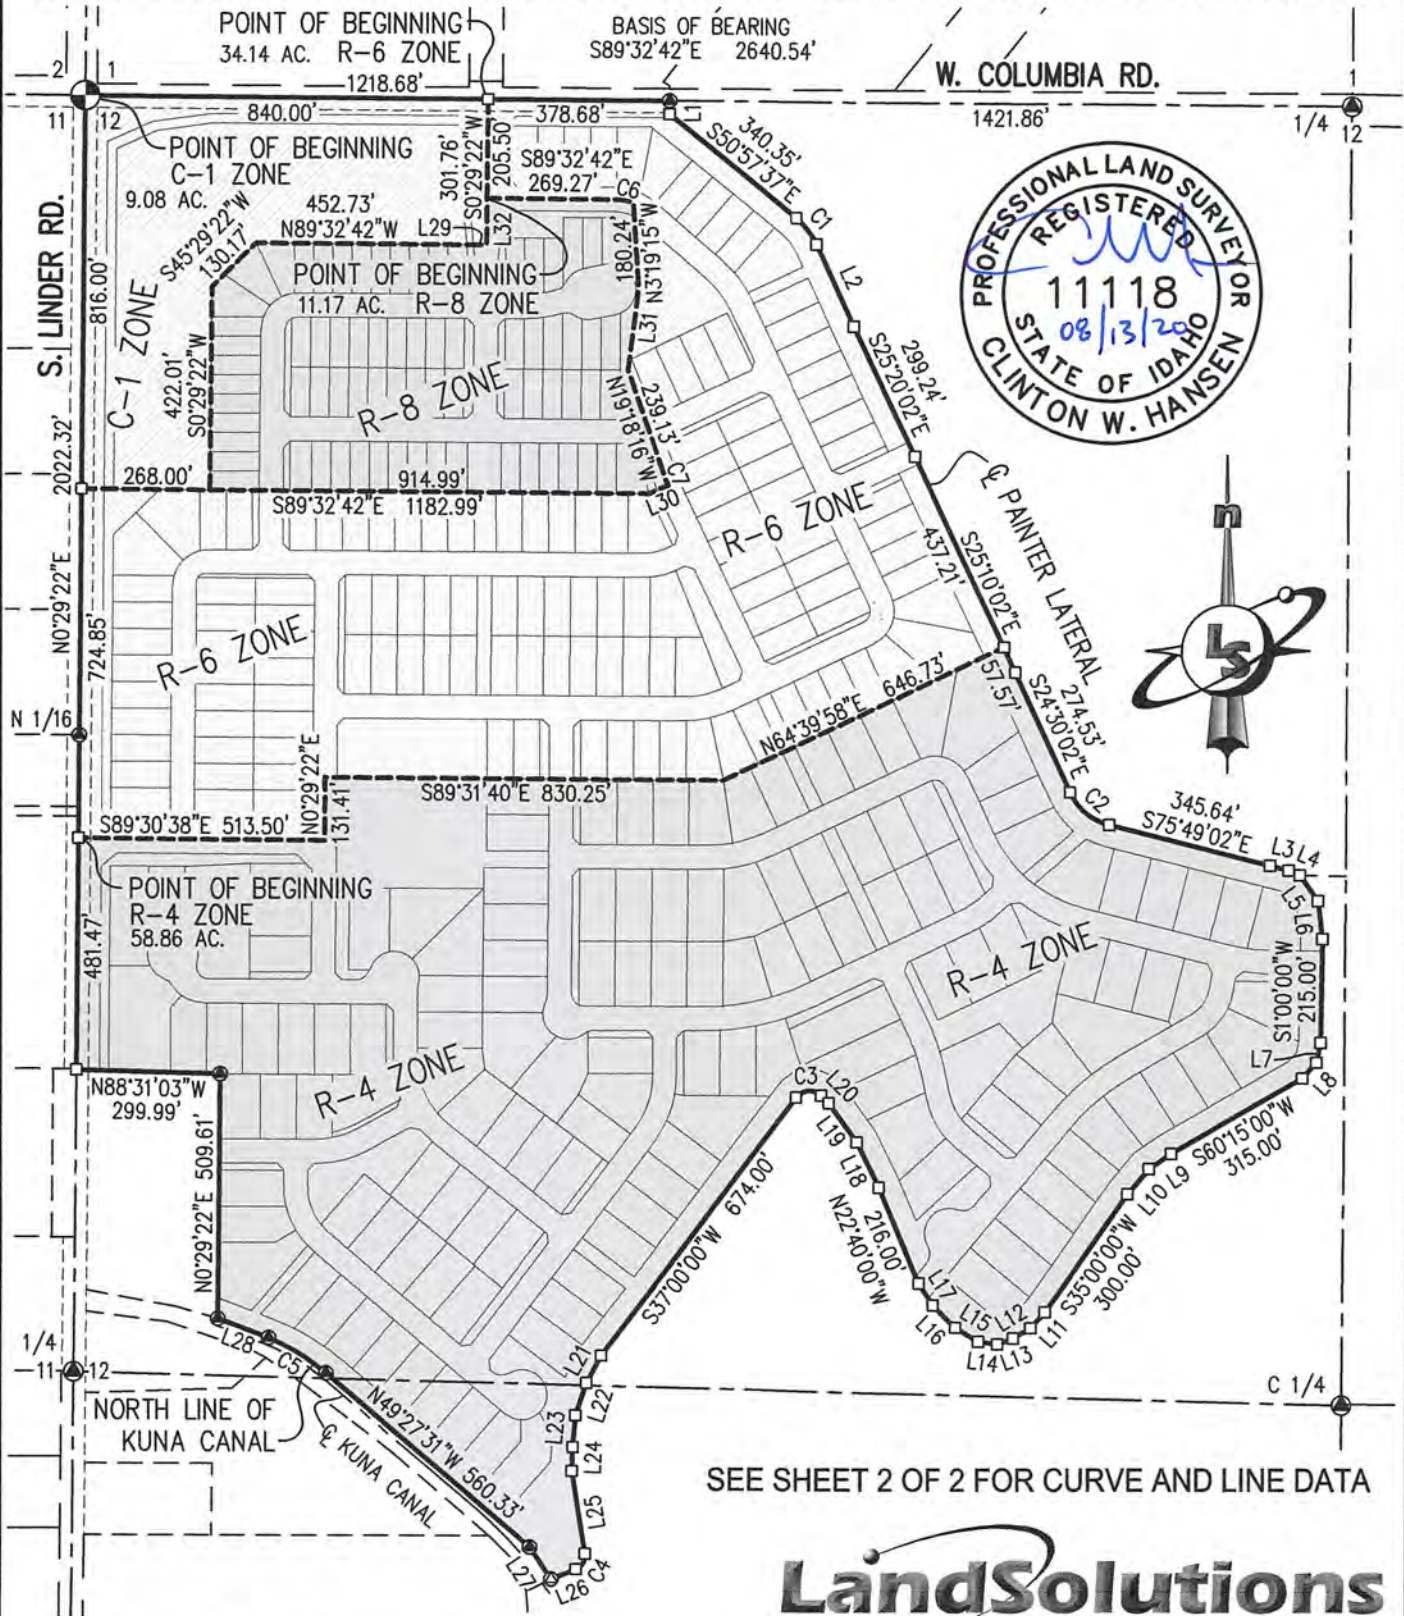 POINT OF BEGINNING
34.14 AC. R-6 ZONE
BASIS OF BEARING
S89°32'42"E 2640.54'
W. COLUMBIA RD.
2
1
1218.68'
1
11
12
840.00'
378.68'
L1
1421.86'
1/4
12
POINT OF BEGINNING
C-1 ZONE
9.08 AC.
301.76'
S0°29'22"W
205.50
S89°32'42"E
269.27'
C6
340.35'
S50°57'37"E
C1
L2
S45°29'22"W
130.17'
452.73'
N89°32'42"W
L29
L32
POINT OF BEGINNING
11.17 AC. R-8 ZONE
180.24'
N3°19'15"W
L31
S. LINDER RD.
816.00'
C-1 ZONE
422.01'
S0°29'22"W
R-8 ZONE
239.13'
N19°18'16"W
C7
L30
299.24'
S25°20'02"E
PROFESSIONAL LAND SURVEYOR
REGISTERED
11118
08/13/20
STATE OF IDAHO
CLINTON W. HANSEN
2022.32'
N0°29'22"E
268.00'
914.99'
S89°32'42"E 1182.99'
R-6 ZONE
℄ PAINTER LATERAL
n
LS
S25°10'02"E
437.21'
724.85'
R-6 ZONE
N 1/16
N64°39'58"E 646.73'
57.57'
S24°30'02"E
274.53'
C2
N0°29'22"E
131.41'
S89°31'40"E 830.25'
S89°30'38"E 513.50'
345.64'
S75°49'02"E
L3
L4
L5
L6
POINT OF BEGINNING
R-4 ZONE
58.86 AC.
481.47'
R-4 ZONE
S1°00'00"W
215.00'
L7
L8
N88°31'03"W
299.99'
R-4 ZONE
C3
L20
L19
L18
S60°15'00"W
315.00'
L9
L10
N0°29'22"E 509.61'
S37°00'00"W 674.00'
N22°40'00"W
216.00'
S35°00'00"W
300.00'
L17
L16
L15
L14
L13
L12
L11
1/4
11
12
L28
C5
L21
L22
L23
L24
L25
C 1/4
NORTH LINE OF
KUNA CANAL
℄ KUNA CANAL
N49°27'31"W 560.33'
L27
L26
C4
SEE SHEET 2 OF 2 FOR CURVE AND LINE DATA
LandSolutions